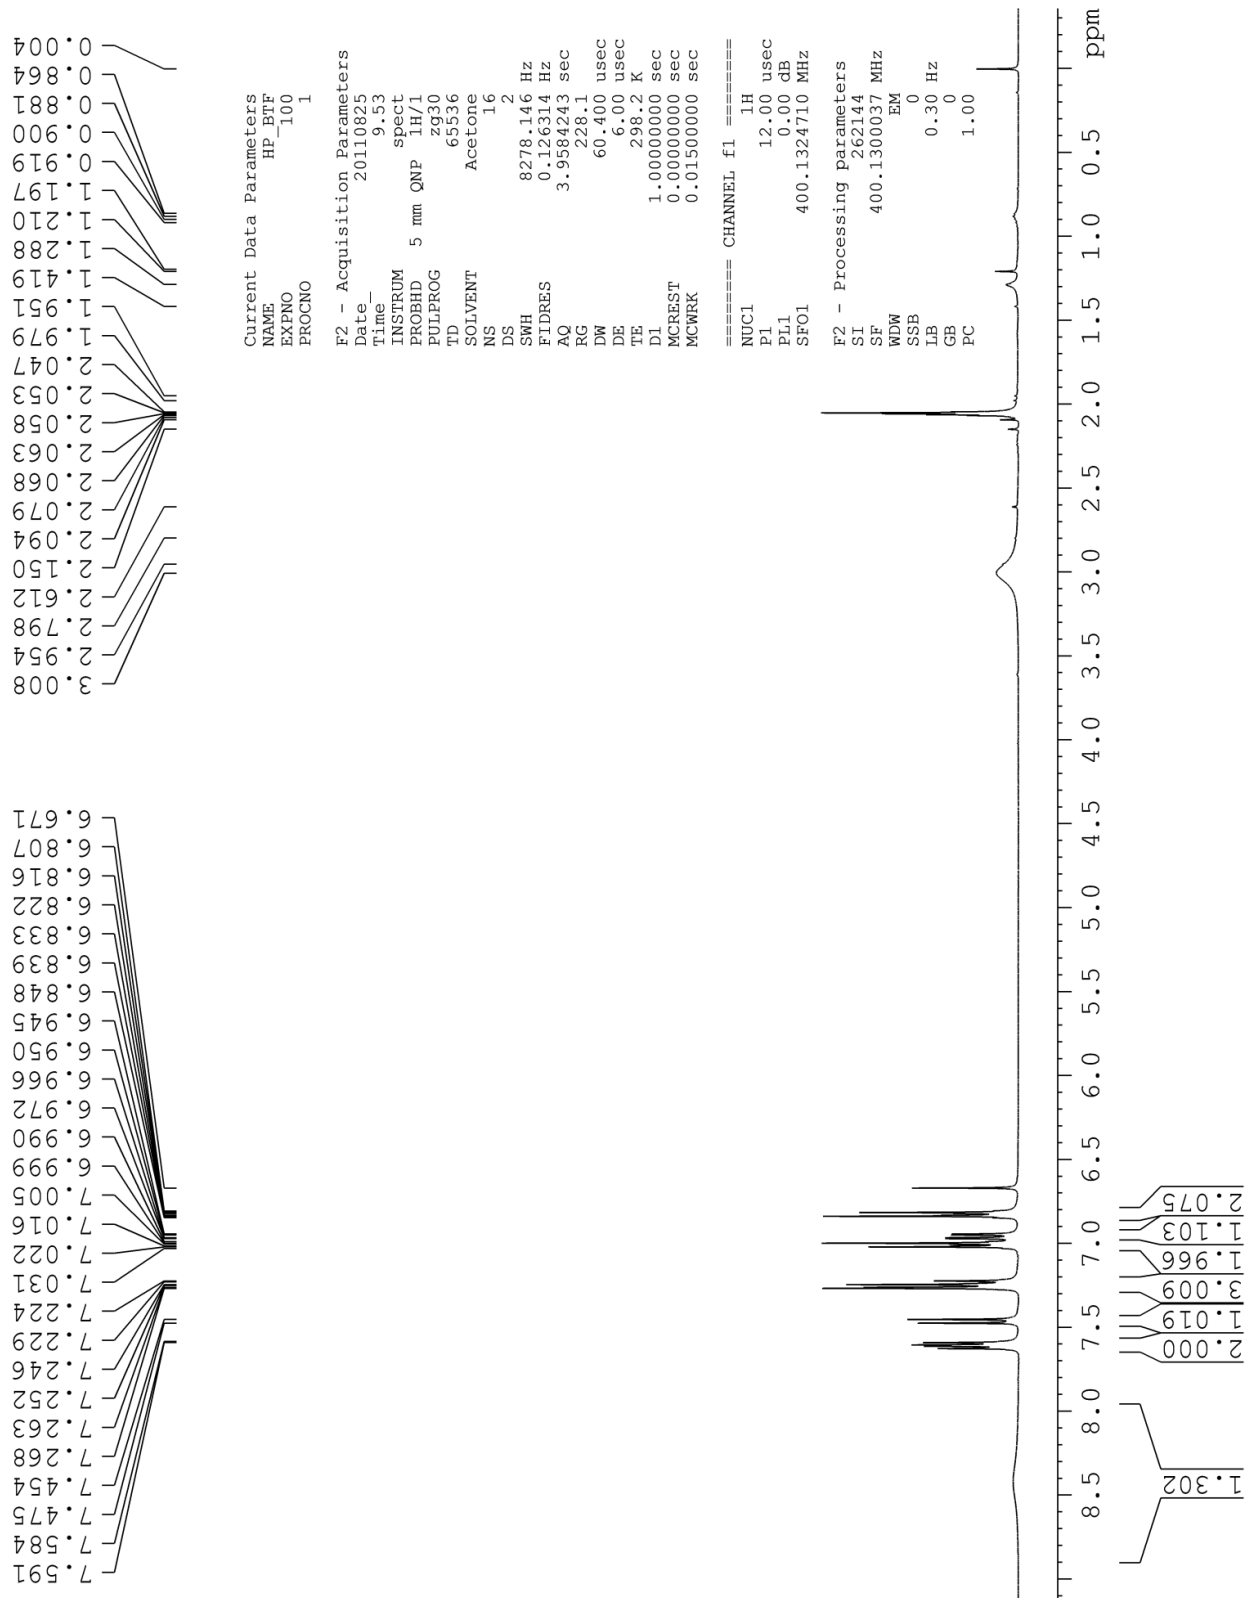 7.591
7.584
7.475
7.454
7.268
7.263
7.252
7.246
7.229
7.224
7.031
7.022
7.016
7.005
6.999
6.990
6.972
6.966
6.950
6.945
6.848
6.839
6.833
6.822
6.816
6.807
6.671
3.008
2.954
2.798
2.612
2.150
2.094
2.079
2.068
2.063
2.058
2.053
2.047
1.979
1.951
1.419
1.288
1.210
1.197
0.919
0.900
0.881
0.864
0.004
Current Data Parameters
NAME HP_BTF
EXPNO 100
PROCNO 1
F2 - Acquisition Parameters
Date_ 20110825
Time 9.53
INSTRUM spect
PROBHD 5 mm QNP 1H/1
PULPROG zg30
TD 65536
SOLVENT Acetone
NS 16
DS 2
SWH 8278.146 Hz
FIDRES 0.126314 Hz
AQ 3.9584243 sec
RG 228.1
DW 60.400 usec
DE 6.00 usec
TE 298.2 K
D1 1.00000000 sec
MCREST 0.00000000 sec
MCWRK 0.01500000 sec
======== CHANNEL f1 ========
NUC1 1H
P1 12.00 usec
PL1 0.00 dB
SFO1 400.1324710 MHz
F2 - Processing parameters
SI 262144
SF 400.1300037 MHz
WDW EM
SSB 0
LB 0.30 Hz
GB 0
PC 1.00
8.5 8.0 7.5 7.0 6.5 6.0 5.5 5.0 4.5 4.0 3.5 3.0 2.5 2.0 1.5 1.0 0.5 ppm
1.302
2.000
1.019
3.009
1.966
1.103
2.075